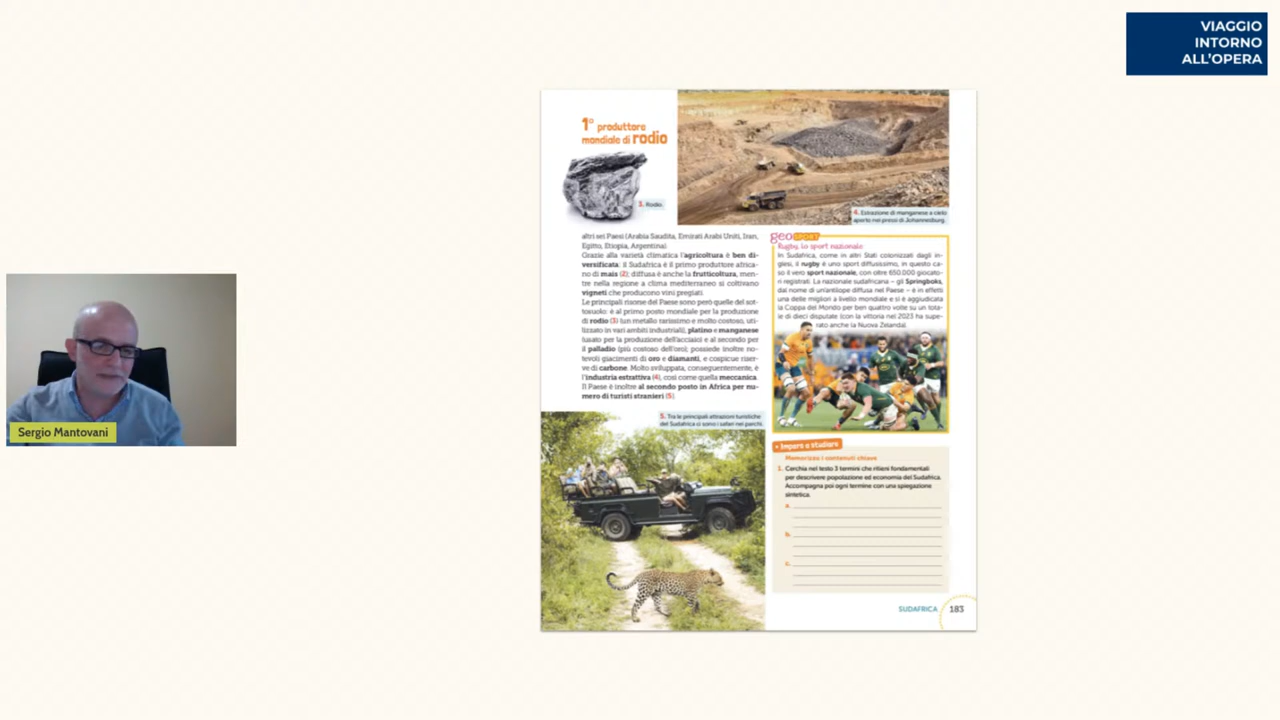 VIAGGIO
INTORNO
ALL'OPERA
Sergio Mantovani
1° produttore
mondiale di rodio
3. Rodio.
4. Estrazione di manganese a cielo
aperto nei pressi di Johannesburg.
altri sei Paesi (Arabia Saudita, Emirati Arabi Uniti, Iran,
Egitto, Etiopia, Argentina).
Grazie alla varietà climatica l'agricoltura è ben di-
versificata: il Sudafrica è il primo produttore africa-
no di mais (2); diffusa è anche la frutticoltura, men-
tre nella regione a clima mediterraneo si coltivano
vigneti che producono vini pregiati.
Le principali risorse del Paese sono però quelle del sot-
tosuolo: è al primo posto mondiale per la produzione
di rodio (3) (un metallo rarissimo e molto costoso, uti-
lizzato in vari ambiti industriali), platino e manganese
(usato per la produzione dell'acciaio) e al secondo per
il palladio (più costoso dell'oro); possiede inoltre no-
tevoli giacimenti di oro e diamanti, e cospicue riser-
ve di carbone. Molto sviluppata, conseguentemente, è
l'industria estrattiva (4), così come quella meccanica.
Il Paese è inoltre al secondo posto in Africa per nu-
mero di turisti stranieri (5).
geo SPORT
Rugby, lo sport nazionale
In Sudafrica, come in altri Stati colonizzati dagli in-
glesi, il rugby è uno sport diffusissimo, in questo ca-
so il vero sport nazionale, con oltre 650.000 giocato-
ri registrati. La nazionale sudafricana – gli Springboks,
dal nome di un'antilope diffusa nel Paese – è in effetti
una delle migliori a livello mondiale e si è aggiudicata
la Coppa del Mondo per ben quattro volte su un tota-
le di dieci disputate (con la vittoria nel 2023 ha supe-
rato anche la Nuova Zelanda).
5. Tra le principali attrazioni turistiche
del Sudafrica ci sono i safari nei parchi.
Imparo a studiare
Memorizzo i contenuti chiave
1. Cerchia nel testo 3 termini che ritieni fondamentali
per descrivere popolazione ed economia del Sudafrica.
Accompagna poi ogni termine con una spiegazione
sintetica.
a.
b.
c.
SUDAFRICA 183